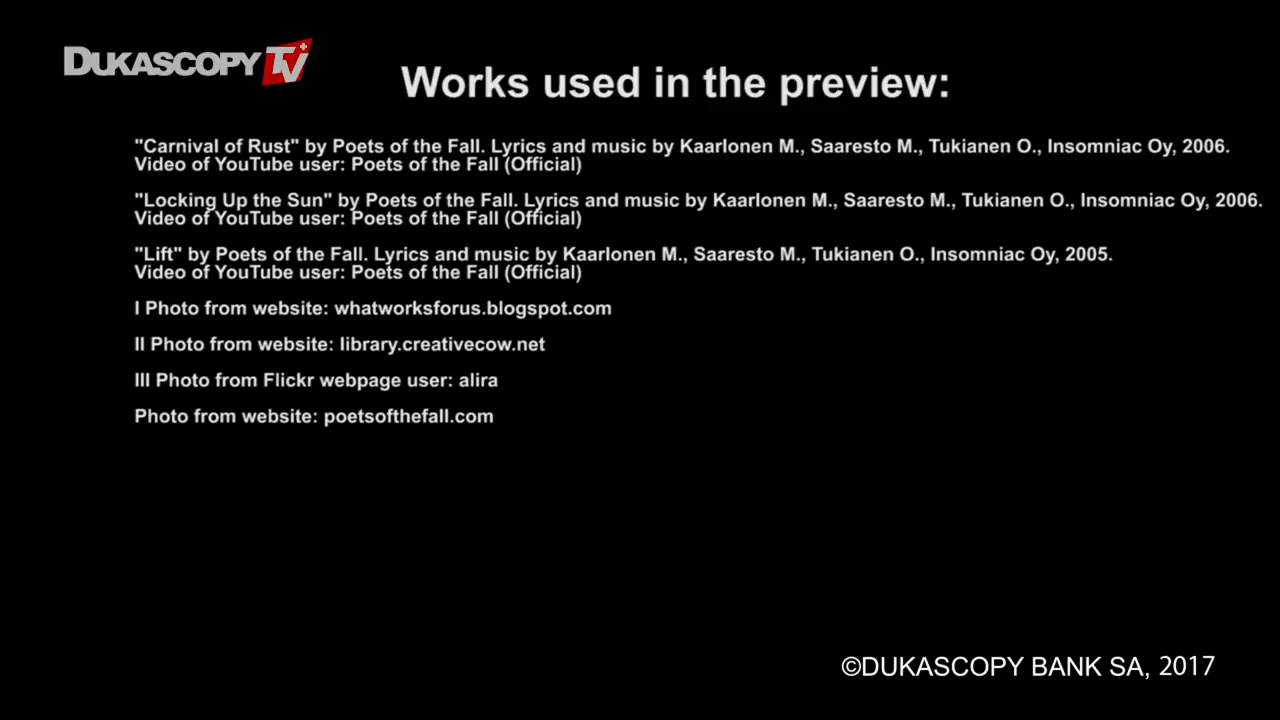 DUKASCOPY TV
Works used in the preview:
"Carnival of Rust" by Poets of the Fall. Lyrics and music by Kaarlonen M., Saaresto M., Tukianen O., Insomniac Oy, 2006.
Video of YouTube user: Poets of the Fall (Official)
"Locking Up the Sun" by Poets of the Fall. Lyrics and music by Kaarlonen M., Saaresto M., Tukianen O., Insomniac Oy, 2006.
Video of YouTube user: Poets of the Fall (Official)
"Lift" by Poets of the Fall. Lyrics and music by Kaarlonen M., Saaresto M., Tukianen O., Insomniac Oy, 2005.
Video of YouTube user: Poets of the Fall (Official)
I Photo from website: whatworksforus.blogspot.com
II Photo from website: library.creativecow.net
III Photo from Flickr webpage user: alira
Photo from website: poetsofthefall.com
©DUKASCOPY BANK SA, 2017